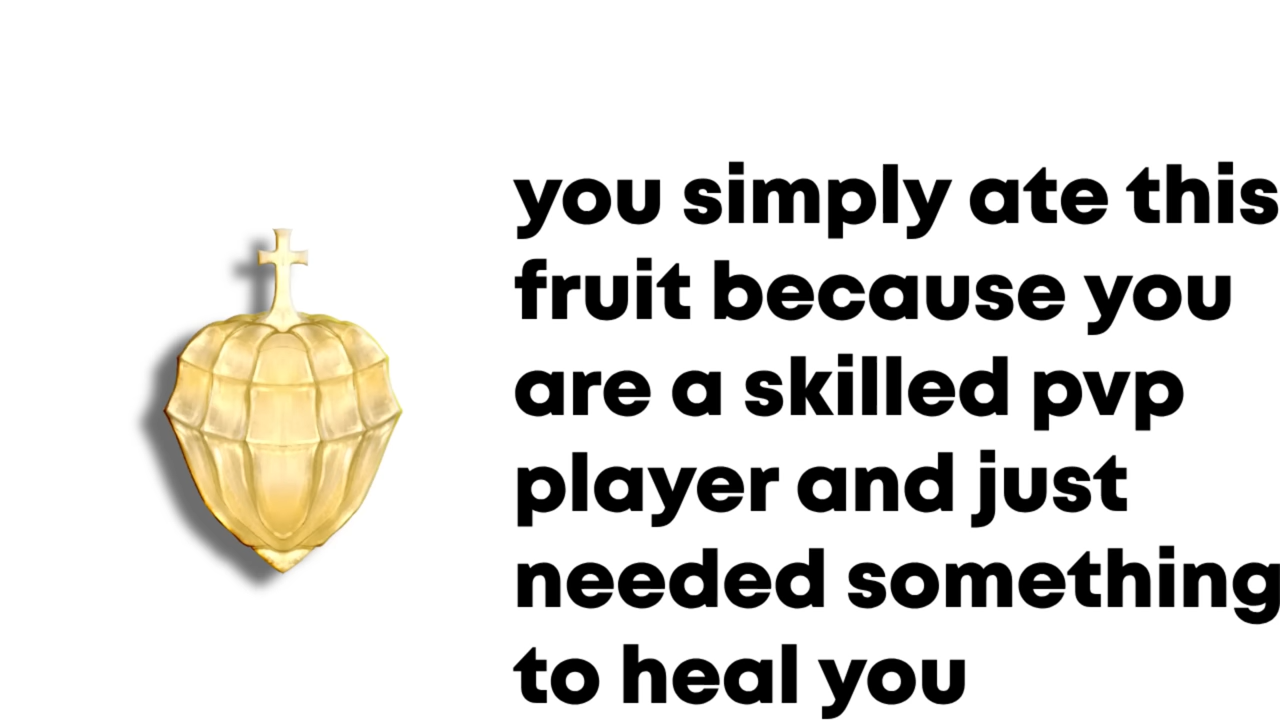 you simply ate this
fruit because you
are a skilled pvp
player and just
needed something
to heal you